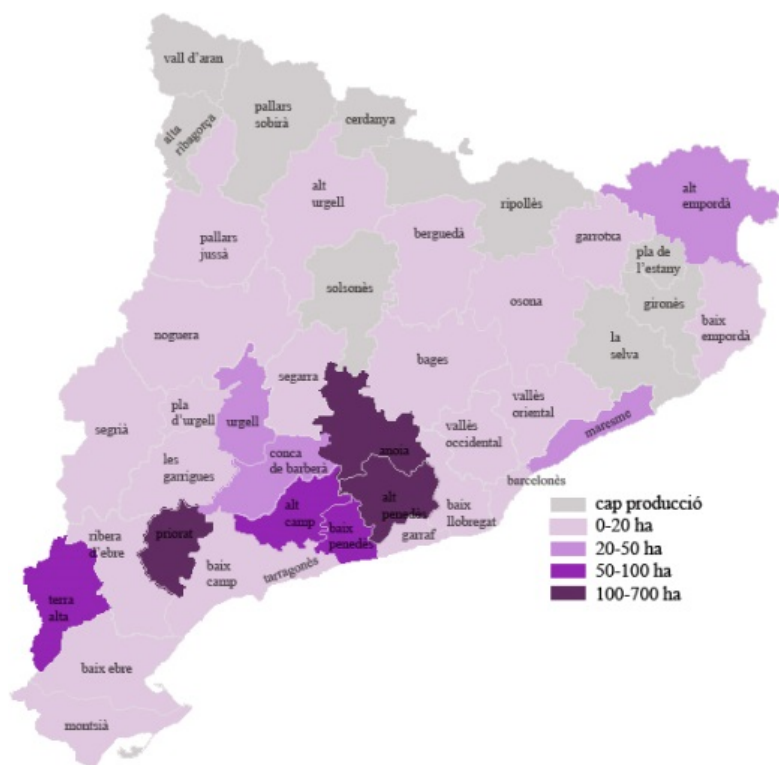 vall d'aran
pallars
sobirà
cerdanya
alta
ribagorça
alt
urgell
ripollès
alt
empordà
berguedà
garrotxa
pallars
jussà
pla de
l'estany
solsonès
osona
gironès
noguera
baix
empordà
la
selva
bages
segarra
vallès
oriental
pla
d'urgell
urgell
segrià
maresme
vallès
occidental
conca
de barberà
anoia
les
garrigues
barcelonès
alt
camp
alt
penedès
baix
llobregat
priorat
ribera
d'ebre
baix
penedès
garraf
baix
camp
tarragonès
terra
alta
baix ebre
montsià
cap producció
0-20 ha
20-50 ha
50-100 ha
100-700 ha